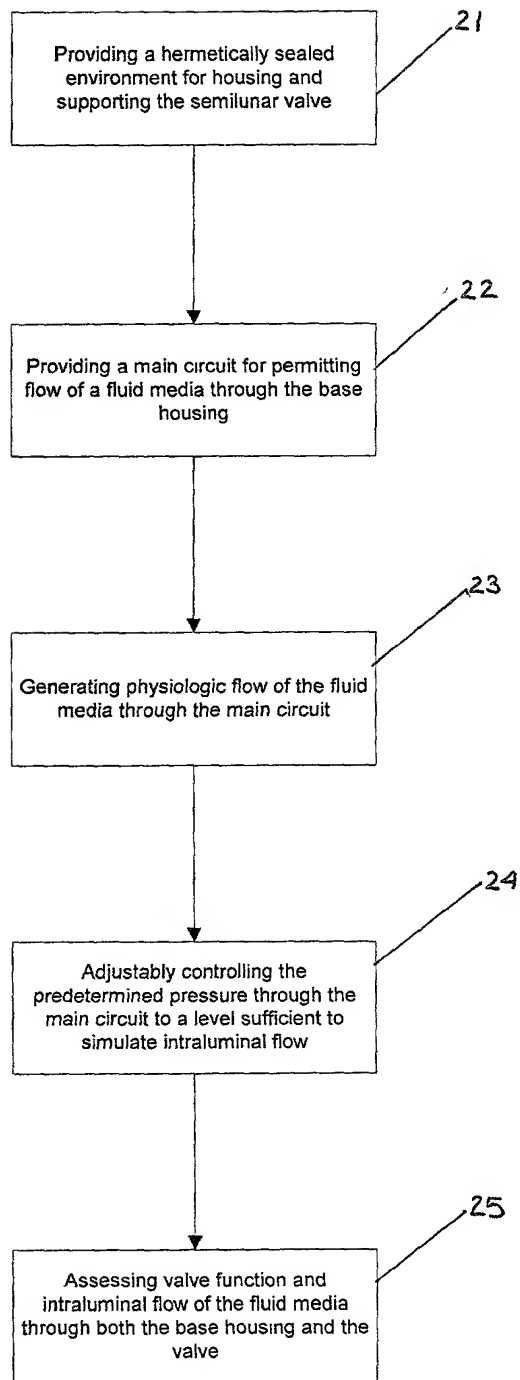 21
Providing a hermetically sealed
environment for housing and
supporting the semilunar valve
22
Providing a main circuit for permitting
flow of a fluid media through the base
housing
23
Generating physiologic flow of the fluid
media through the main circuit
24
Adjustably controlling the
predetermined pressure through the
main circuit to a level sufficient to
simulate intraluminal flow
25
Assessing valve function and
intraluminal flow of the fluid media
through both the base housing and the
valve